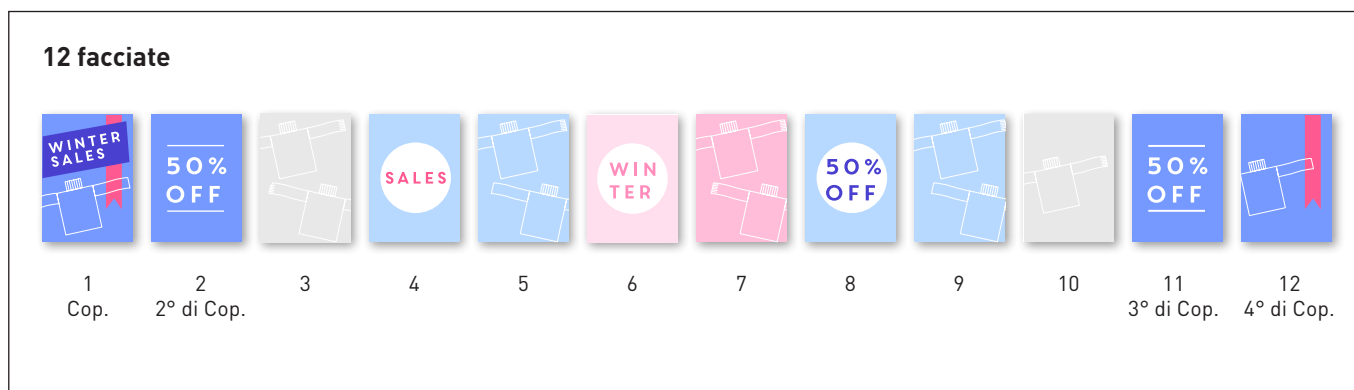 12 facciate
WINTER
SALES
50%
OFF
SALES
WIN
TER
50%
OFF
50%
OFF
1
Cop.
2
2° di Cop.
3
4
5
6
7
8
9
10
11
3° di Cop.
12
4° di Cop.